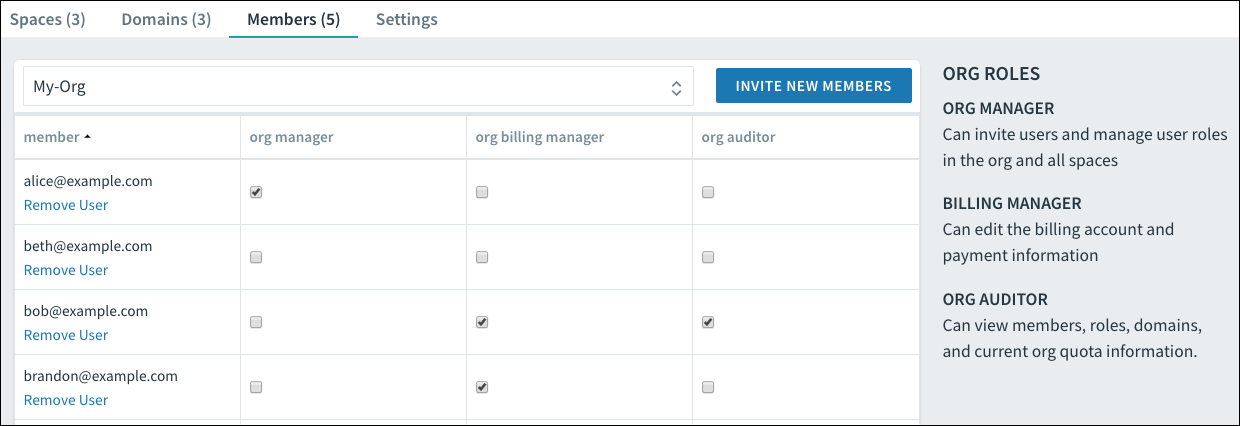 Spaces (3) Domains (3) Members (5) Settings
My-Org
INVITE NEW MEMBERS
member org manager org billing manager org auditor
alice@example.com
Remove User
beth@example.com
Remove User
bob@example.com
Remove User
brandon@example.com
Remove User
ORG ROLES
ORG MANAGER
Can invite users and manage user roles
in the org and all spaces
BILLING MANAGER
Can edit the billing account and
payment information
ORG AUDITOR
Can view members, roles, domains,
and current org quota information.